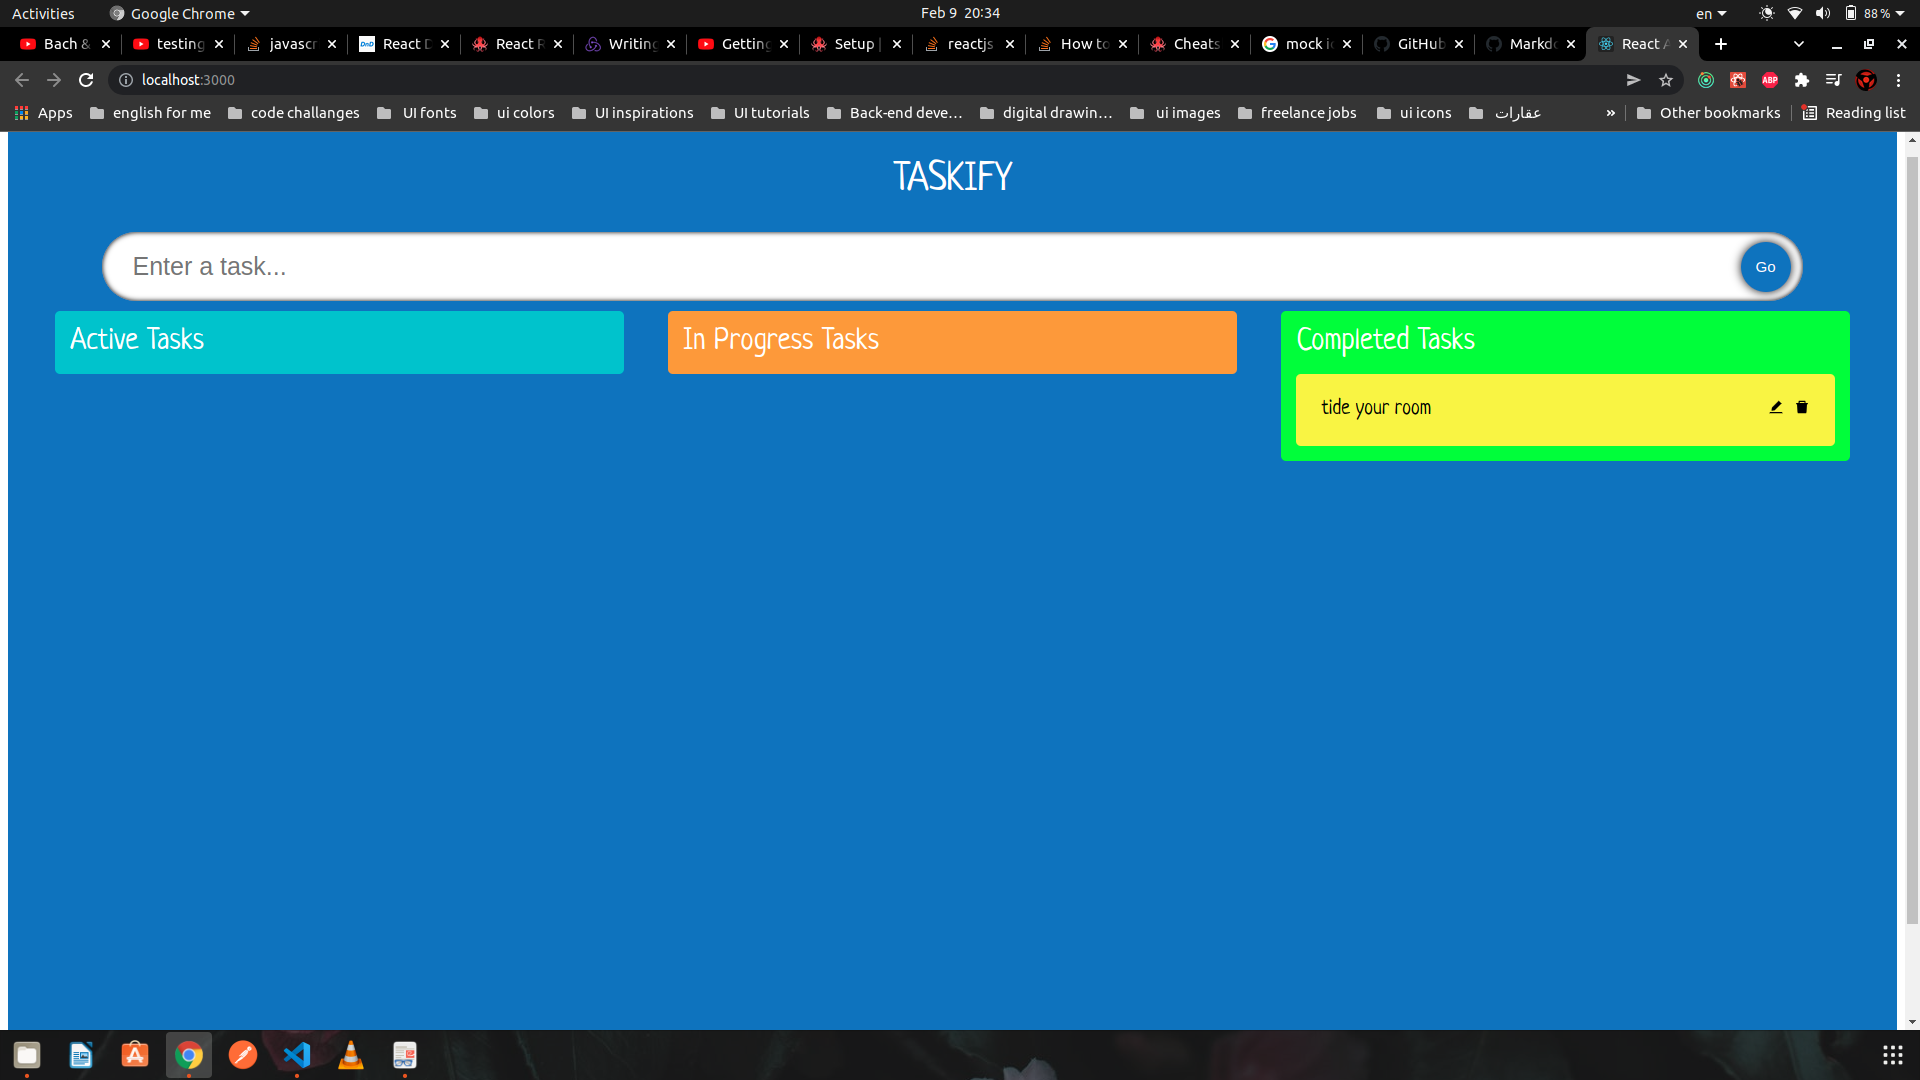 Activities
Google Chrome
Feb 9 20:34
en
88 %
Bach &
testing
javascr
React D
React R
Writing
Getting
Setup |
reactjs
How to
Cheats
mock i
GitHub
Markdo
React A
localhost:3000
ABP
Apps
english for me
code challanges
UI fonts
ui colors
UI inspirations
UI tutorials
Back-end deve…
digital drawin…
ui images
freelance jobs
ui icons
عقارات
»
Other bookmarks
Reading list
TASKIFY
Enter a task...
Go
Active Tasks
In Progress Tasks
Completed Tasks
tide your room